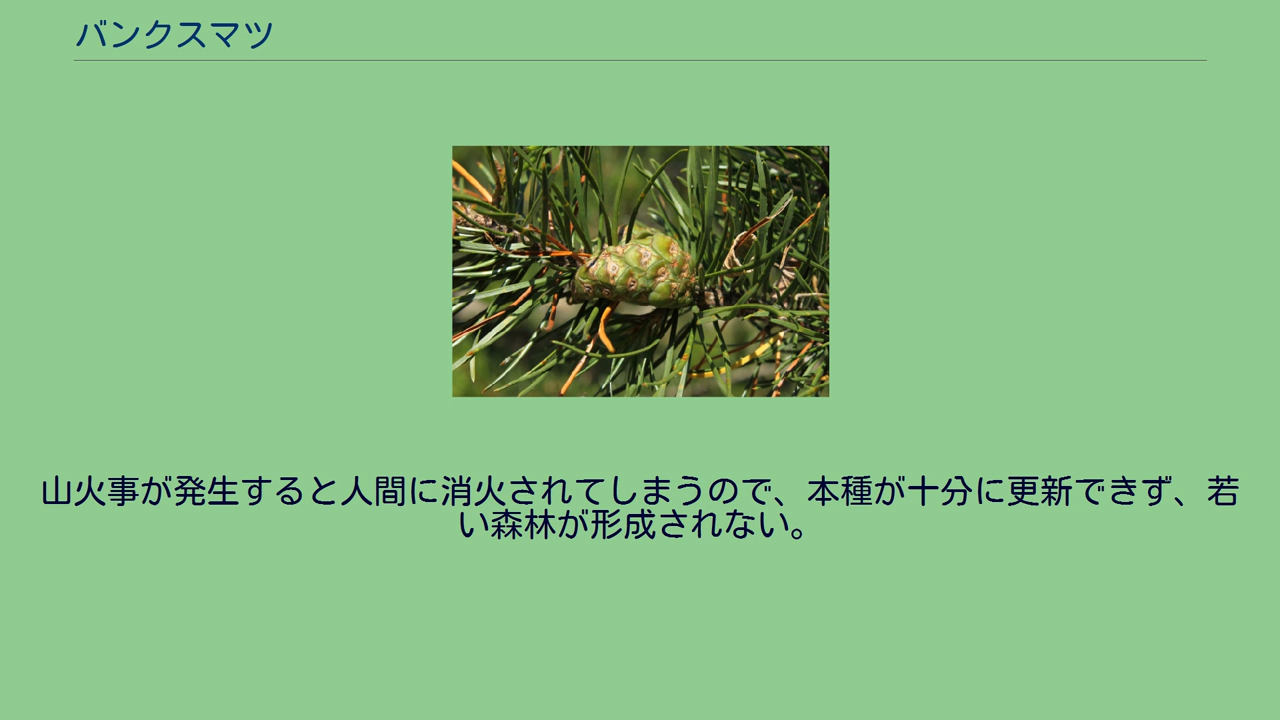 バンクスマツ
山火事が発生すると人間に消火されてしまうので、本種が十分に更新できず、若
い森林が形成されない。